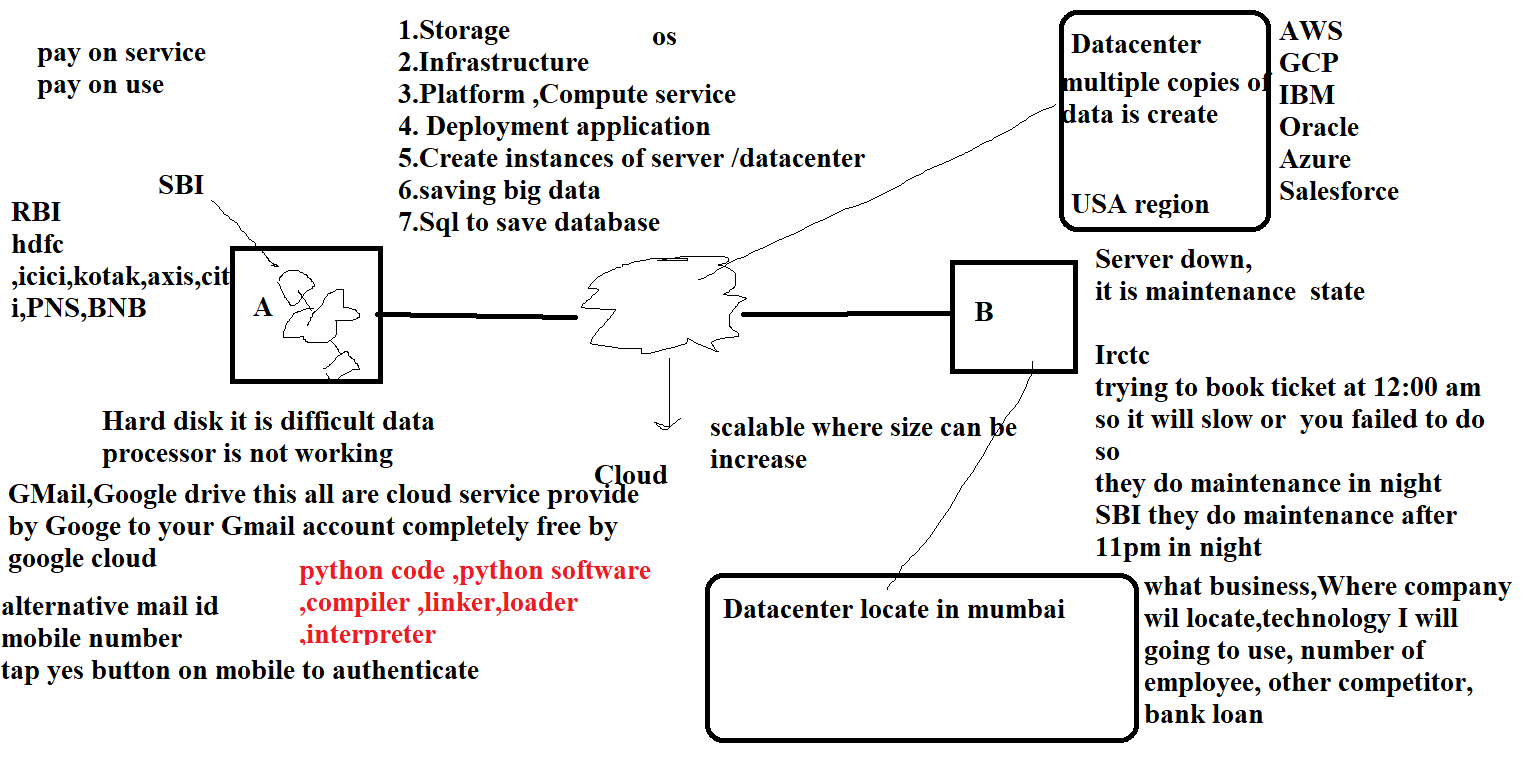 pay on service
pay on use
1.Storage
os
2.Infrastructure
3.Platform ,Compute service
4. Deployment application
5.Create instances of server /datacenter
6.saving big data
7.Sql to save database
Datacenter
multiple copies of
data is create
USA region
AWS
GCP
IBM
Oracle
Azure
Salesforce
SBI
RBI
hdfc
,icici,kotak,axis,cit
i,PNS,BNB
A
B
Server down,
it is maintenance state
Irctc
trying to book ticket at 12:00 am
so it will slow or you failed to do
so
they do maintenance in night
SBI they do maintenance after
11pm in night
Hard disk it is difficult data
processor is not working
scalable where size can be
increase
Cloud
GMail,Google drive this all are cloud service provide
by Googe to your Gmail account completely free by
google cloud
python code ,python software
,compiler ,linker,loader
,interpreter
alternative mail id
mobile number
tap yes button on mobile to authenticate
Datacenter locate in mumbai
what business,Where company
wil locate,technology I will
going to use, number of
employee, other competitor,
bank loan